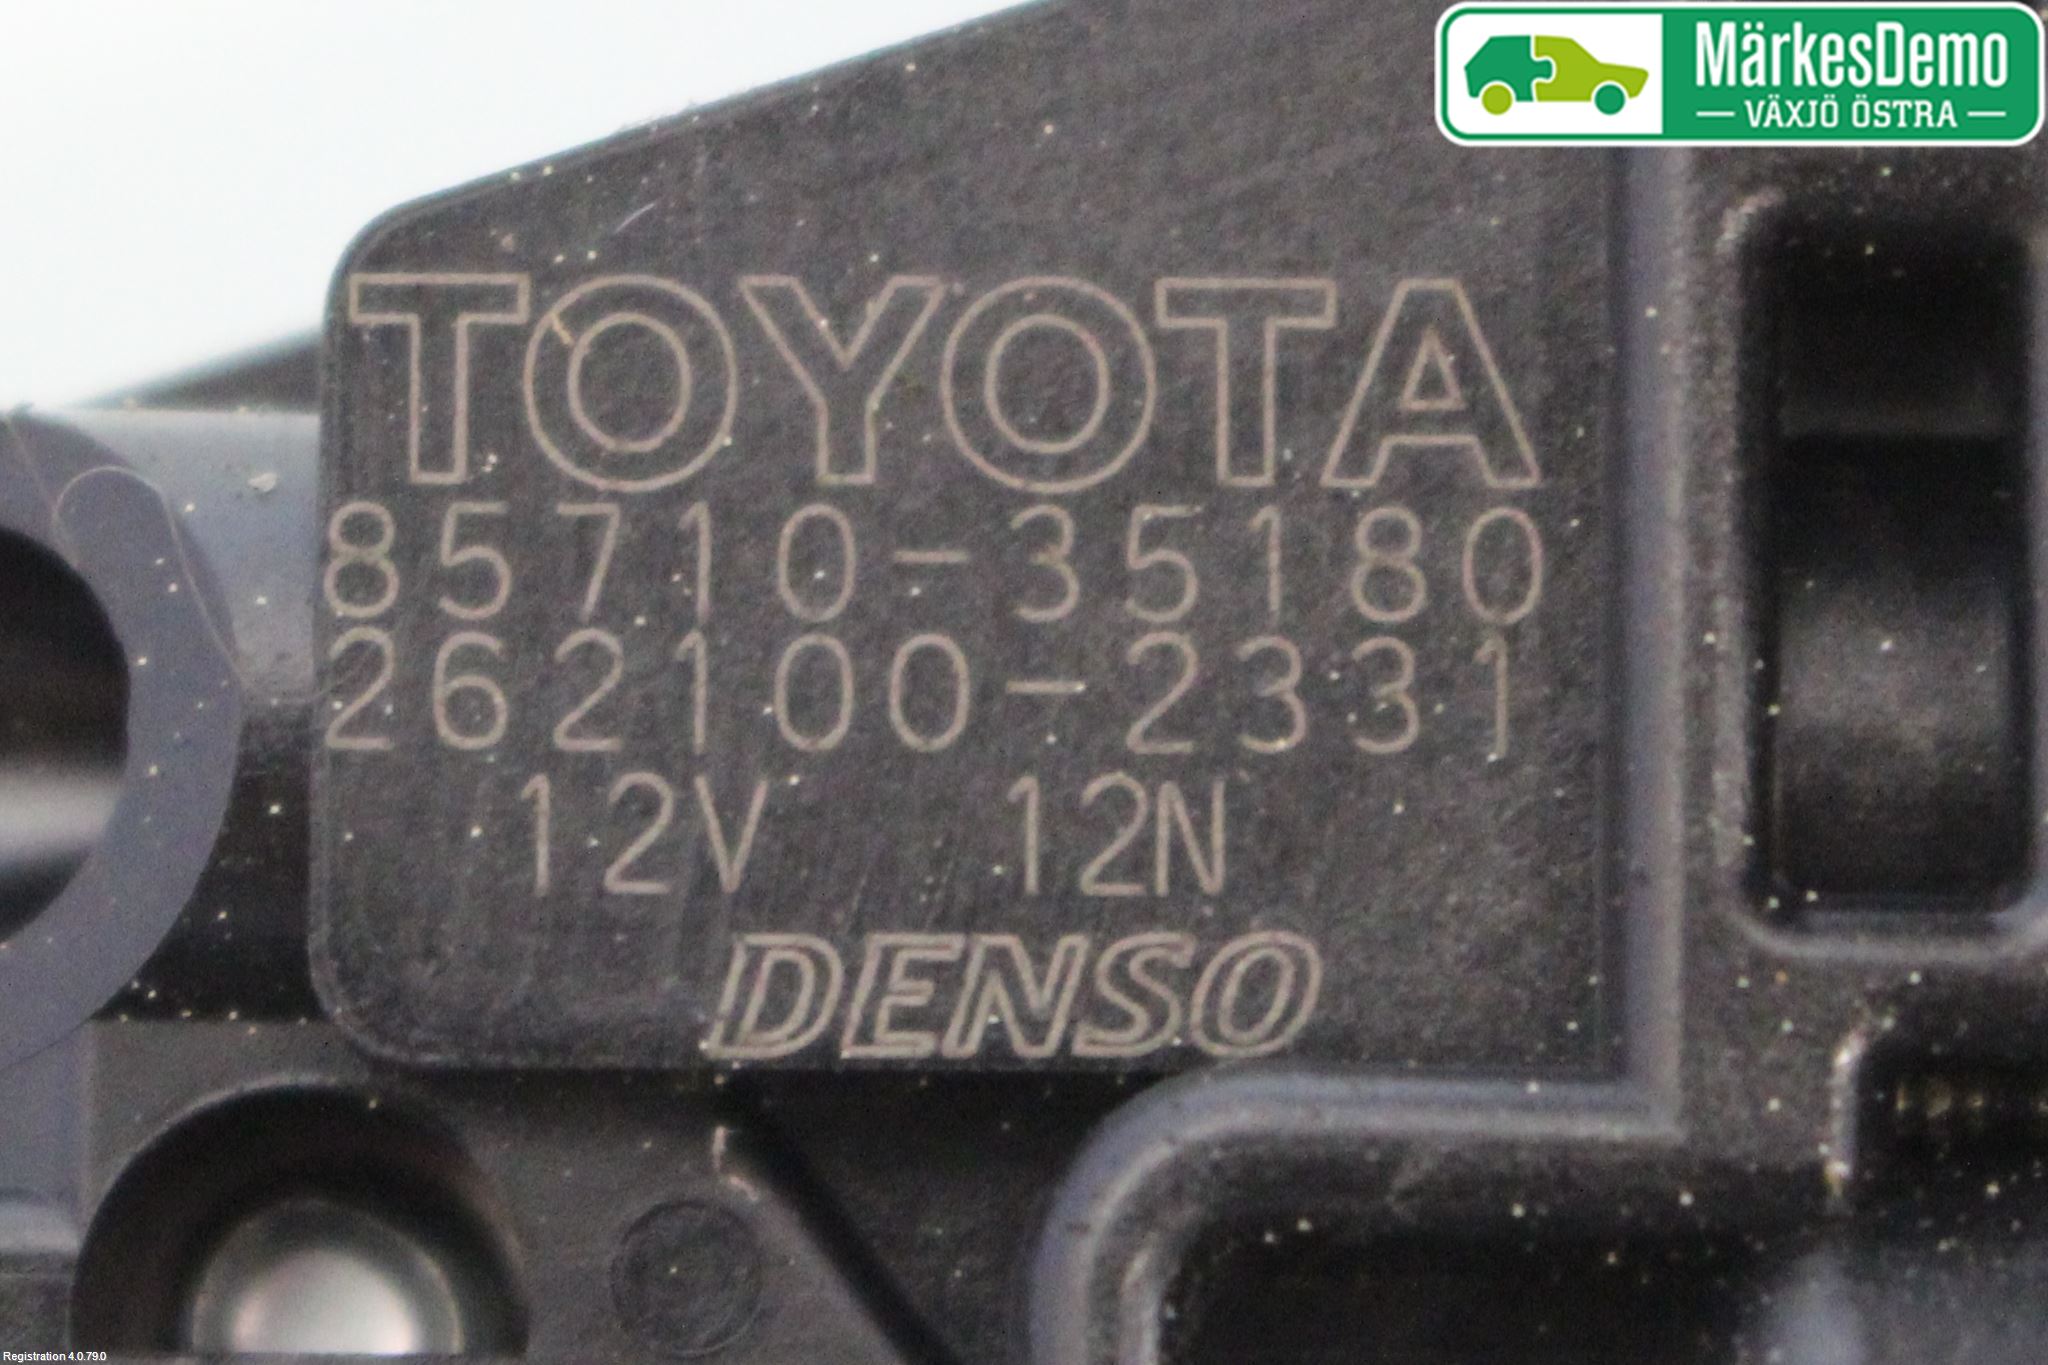 MärkesDemo
— VÄXJÖ ÖSTRA —
TOYOTA
85710-35180
262100-2331
12V 12N
DENSO
Registration 4.0.79.0